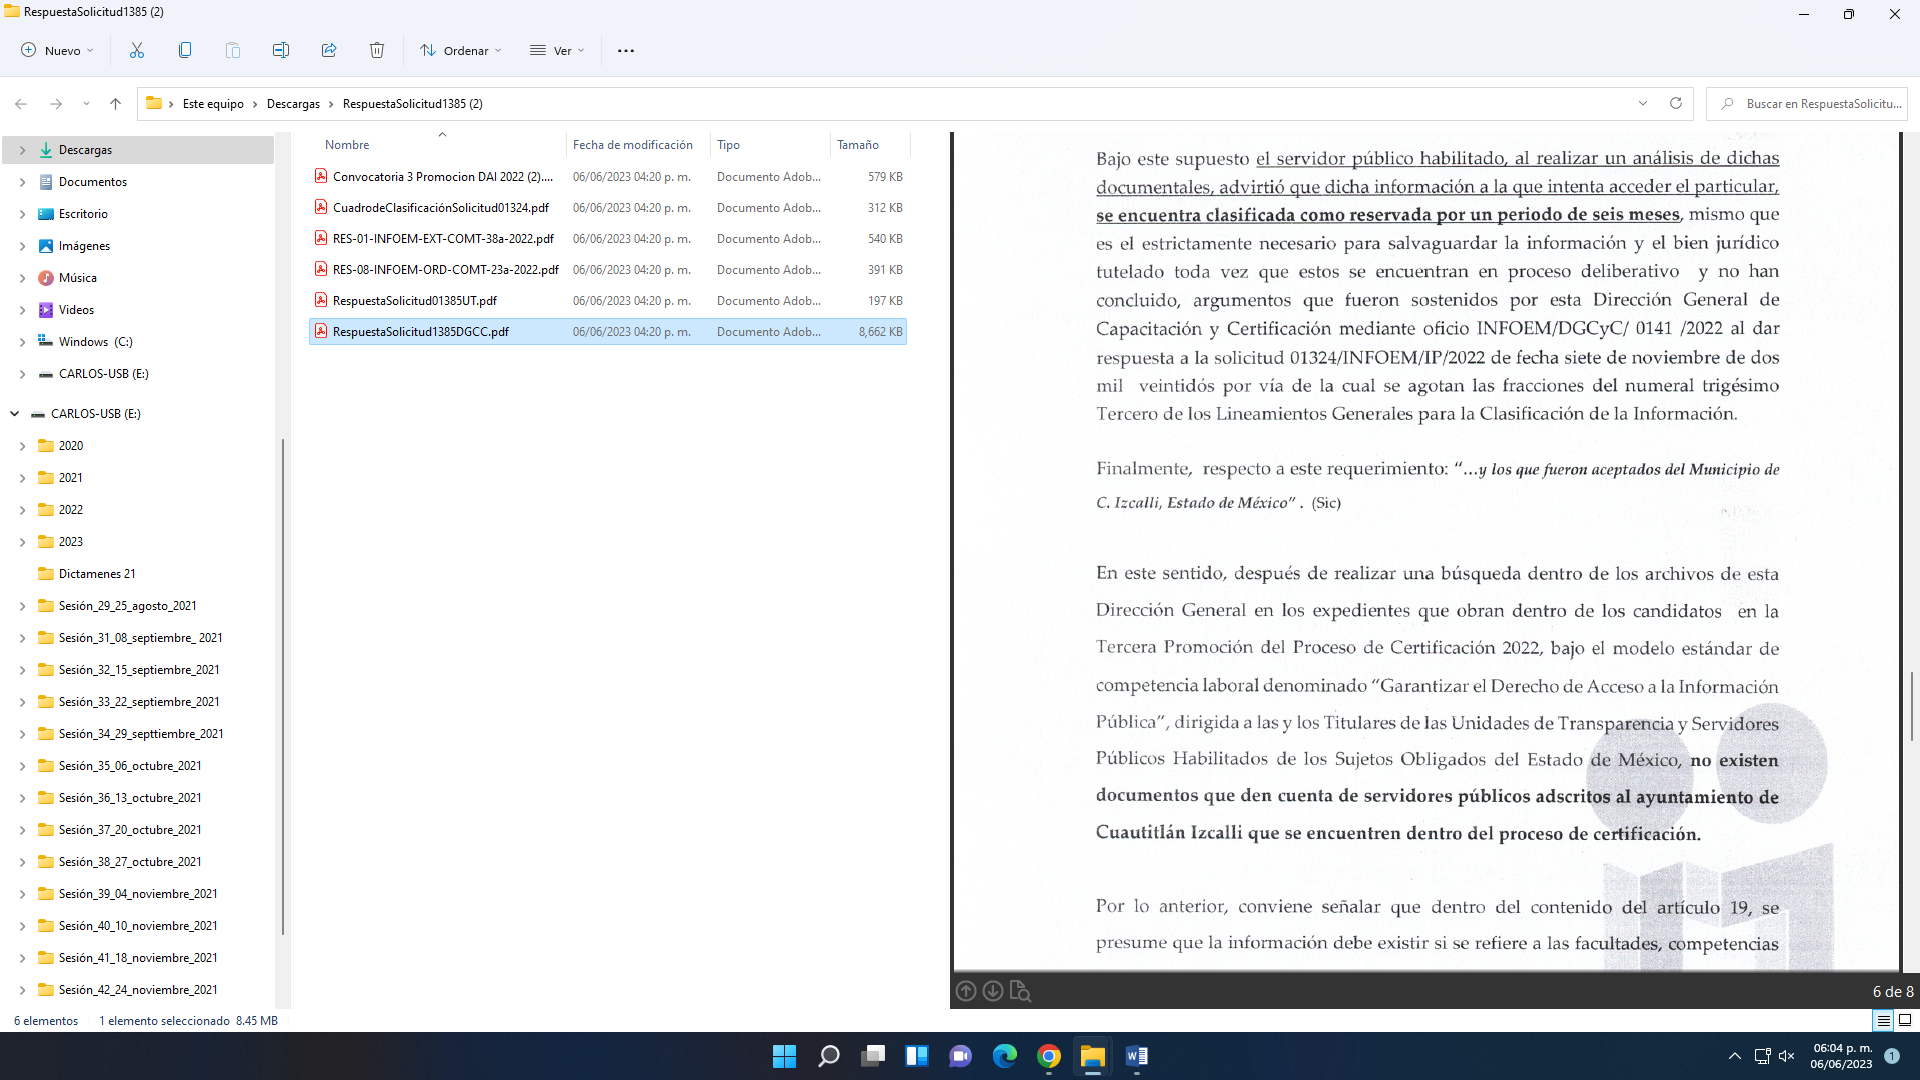 RespuestaSolicitud1385 (2)
Nuevo
Ordenar
Ver
Este equipo
Descargas
RespuestaSolicitud1385 (2)
Buscar en RespuestaSolicitu...
Descargas
Documentos
Escritorio
Imágenes
Música
Videos
Windows (C:)
CARLOS-USB (E:)
CARLOS-USB (E:)
2020
2021
2022
2023
Dictamenes 21
Sesión_29_25_agosto_2021
Sesión_31_08_septiembre_ 2021
Sesión_32_15_septiembre_2021
Sesión_33_22_septiembre_2021
Sesión_34_29_septtiembre_2021
Sesión_35_06_octubre_2021
Sesión_36_13_octubre_2021
Sesión_37_20_octubre_2021
Sesión_38_27_octubre_2021
Sesión_39_04_noviembre_2021
Sesión_40_10_noviembre_2021
Sesión_41_18_noviembre_2021
Sesión_42_24_noviembre_2021
Nombre Fecha de modificación Tipo Tamaño
Convocatoria 3 Promocion DAI 2022 (2).... 06/06/2023 04:20 p. m. Documento Adob... 579 KB
CuadrodeClasificaciónSolicitud01324.pdf 06/06/2023 04:20 p. m. Documento Adob... 312 KB
RES-01-INFOEM-EXT-COMT-38a-2022.pdf 06/06/2023 04:20 p. m. Documento Adob... 540 KB
RES-08-INFOEM-ORD-COMT-23a-2022.pdf 06/06/2023 04:20 p. m. Documento Adob... 391 KB
RespuestaSolicitud01385UT.pdf 06/06/2023 04:20 p. m. Documento Adob... 197 KB
RespuestaSolicitud1385DGCC.pdf 06/06/2023 04:20 p. m. Documento Adob... 8,662 KB
Bajo este supuesto el servidor público habilitado, al realizar un análisis de dichas
documentales, advirtió que dicha información a la que intenta acceder el particular,
se encuentra clasificada como reservada por un periodo de seis meses, mismo que
es el estrictamente necesario para salvaguardar la información y el bien jurídico
tutelado toda vez que estos se encuentran en proceso deliberativo y no han
concluido, argumentos que fueron sostenidos por esta Dirección General de
Capacitación y Certificación mediante oficio INFOEM/DGCyC/ 0141 /2022 al dar
respuesta a la solicitud 01324/INFOEM/IP/2022 de fecha siete de noviembre de dos
mil veintidós por vía de la cual se agotan las fracciones del numeral trigésimo
Tercero de los Lineamientos Generales para la Clasificación de la Información.
Finalmente, respecto a este requerimiento: “...y los que fueron aceptados del Municipio de
C. Izcalli, Estado de México” . (Sic)
En este sentido, después de realizar una búsqueda dentro de los archivos de esta
Dirección General en los expedientes que obran dentro de los candidatos en la
Tercera Promoción del Proceso de Certificación 2022, bajo el modelo estándar de
competencia laboral denominado “Garantizar el Derecho de Acceso a la Información
Pública”, dirigida a las y los Titulares de las Unidades de Transparencia y Servidores
Públicos Habilitados de los Sujetos Obligados del Estado de México, no existen
documentos que den cuenta de servidores públicos adscritos al ayuntamiento de
Cuautitlán Izcalli que se encuentren dentro del proceso de certificación.
Por lo anterior, conviene señalar que dentro del contenido del artículo 19, se
presume que la información debe existir si se refiere a las facultades, competencias
6 de 8
6 elementos
1 elemento seleccionado 8.45 MB
06:04 p. m.
06/06/2023
1